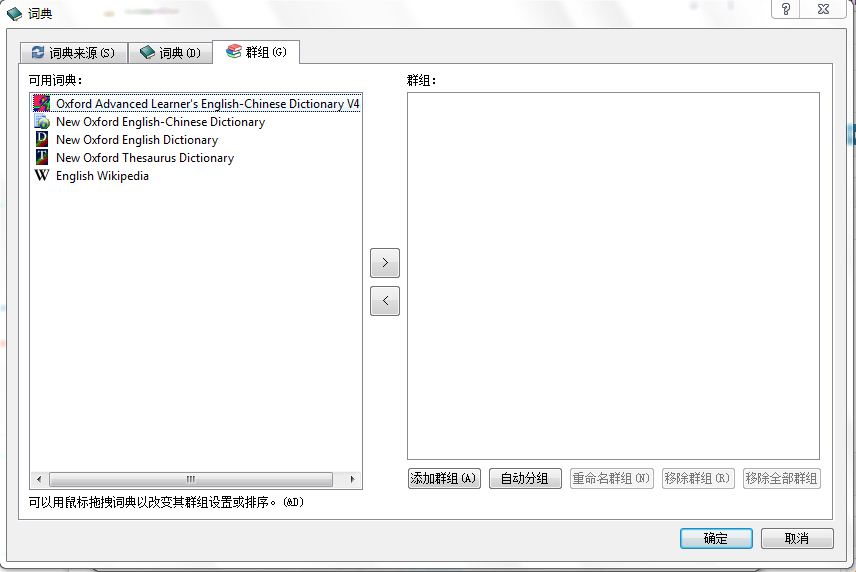 词典
词典来源(S)
词典(D)
群组(G)
可用词典:
群组:
Oxford Advanced Learner's English-Chinese Dictionary V4
New Oxford English-Chinese Dictionary
New Oxford English Dictionary
New Oxford Thesaurus Dictionary
English Wikipedia
>
<
添加群组(A)
自动分组
重命名群组(N)
移除群组(R)
移除全部群组
可以用鼠标拖拽词典以改变其群组设置或排序。(&D)
确定
取消